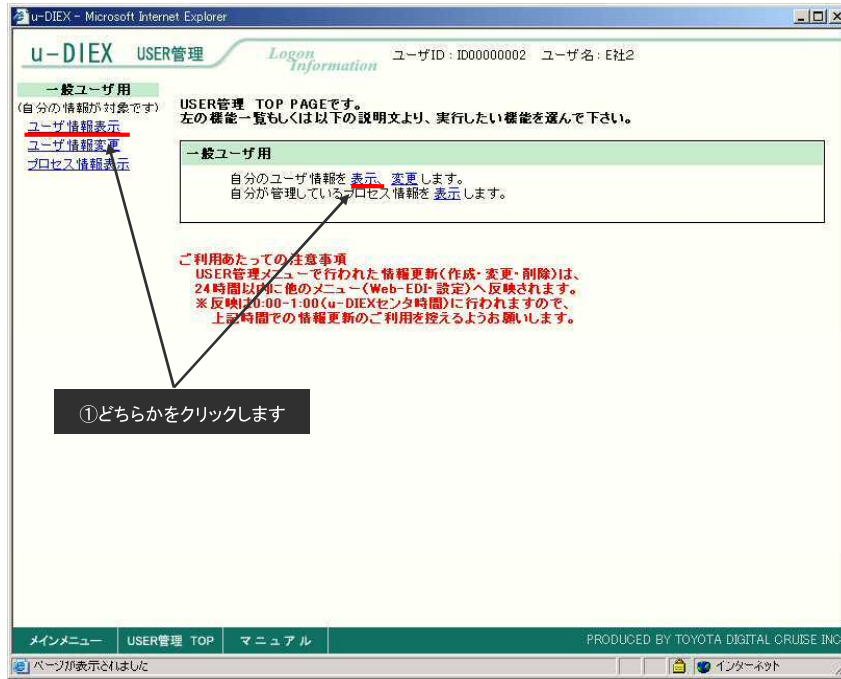 u-DIEX - Microsoft Internet Explorer
u-DIEX USER管理 Logon Information ユーザID : ID00000002 ユーザ名 : E社2
一般ユーザ用
(自分の情報が対象です)
ユーザ情報表示
ユーザ情報変更
プロセス情報表示
USER管理 TOP PAGEです。
左の機能一覧もしくは以下の説明文より、実行したい機能を選んで下さい。
一般ユーザ用
自分のユーザ情報を 表示、 変更 します。
自分が管理しているプロセス情報を 表示 します。
ご利用あたっての注意事項
USER管理メニューで行われた情報更新(作成・変更・削除)は、
24時間以内に他のメニュー(Web-EDI・設定)へ反映されます。
※反映は0:00-1:00(u-DIEXセンタ時間)に行われますので、
上記時間での情報更新のご利用を控えるようお願いします。
①どちらかをクリックします
メインメニュー USER管理 TOP マニュアル PRODUCED BY TOYOTA DIGITAL CRUISE INC
ページが表示されました インターネット